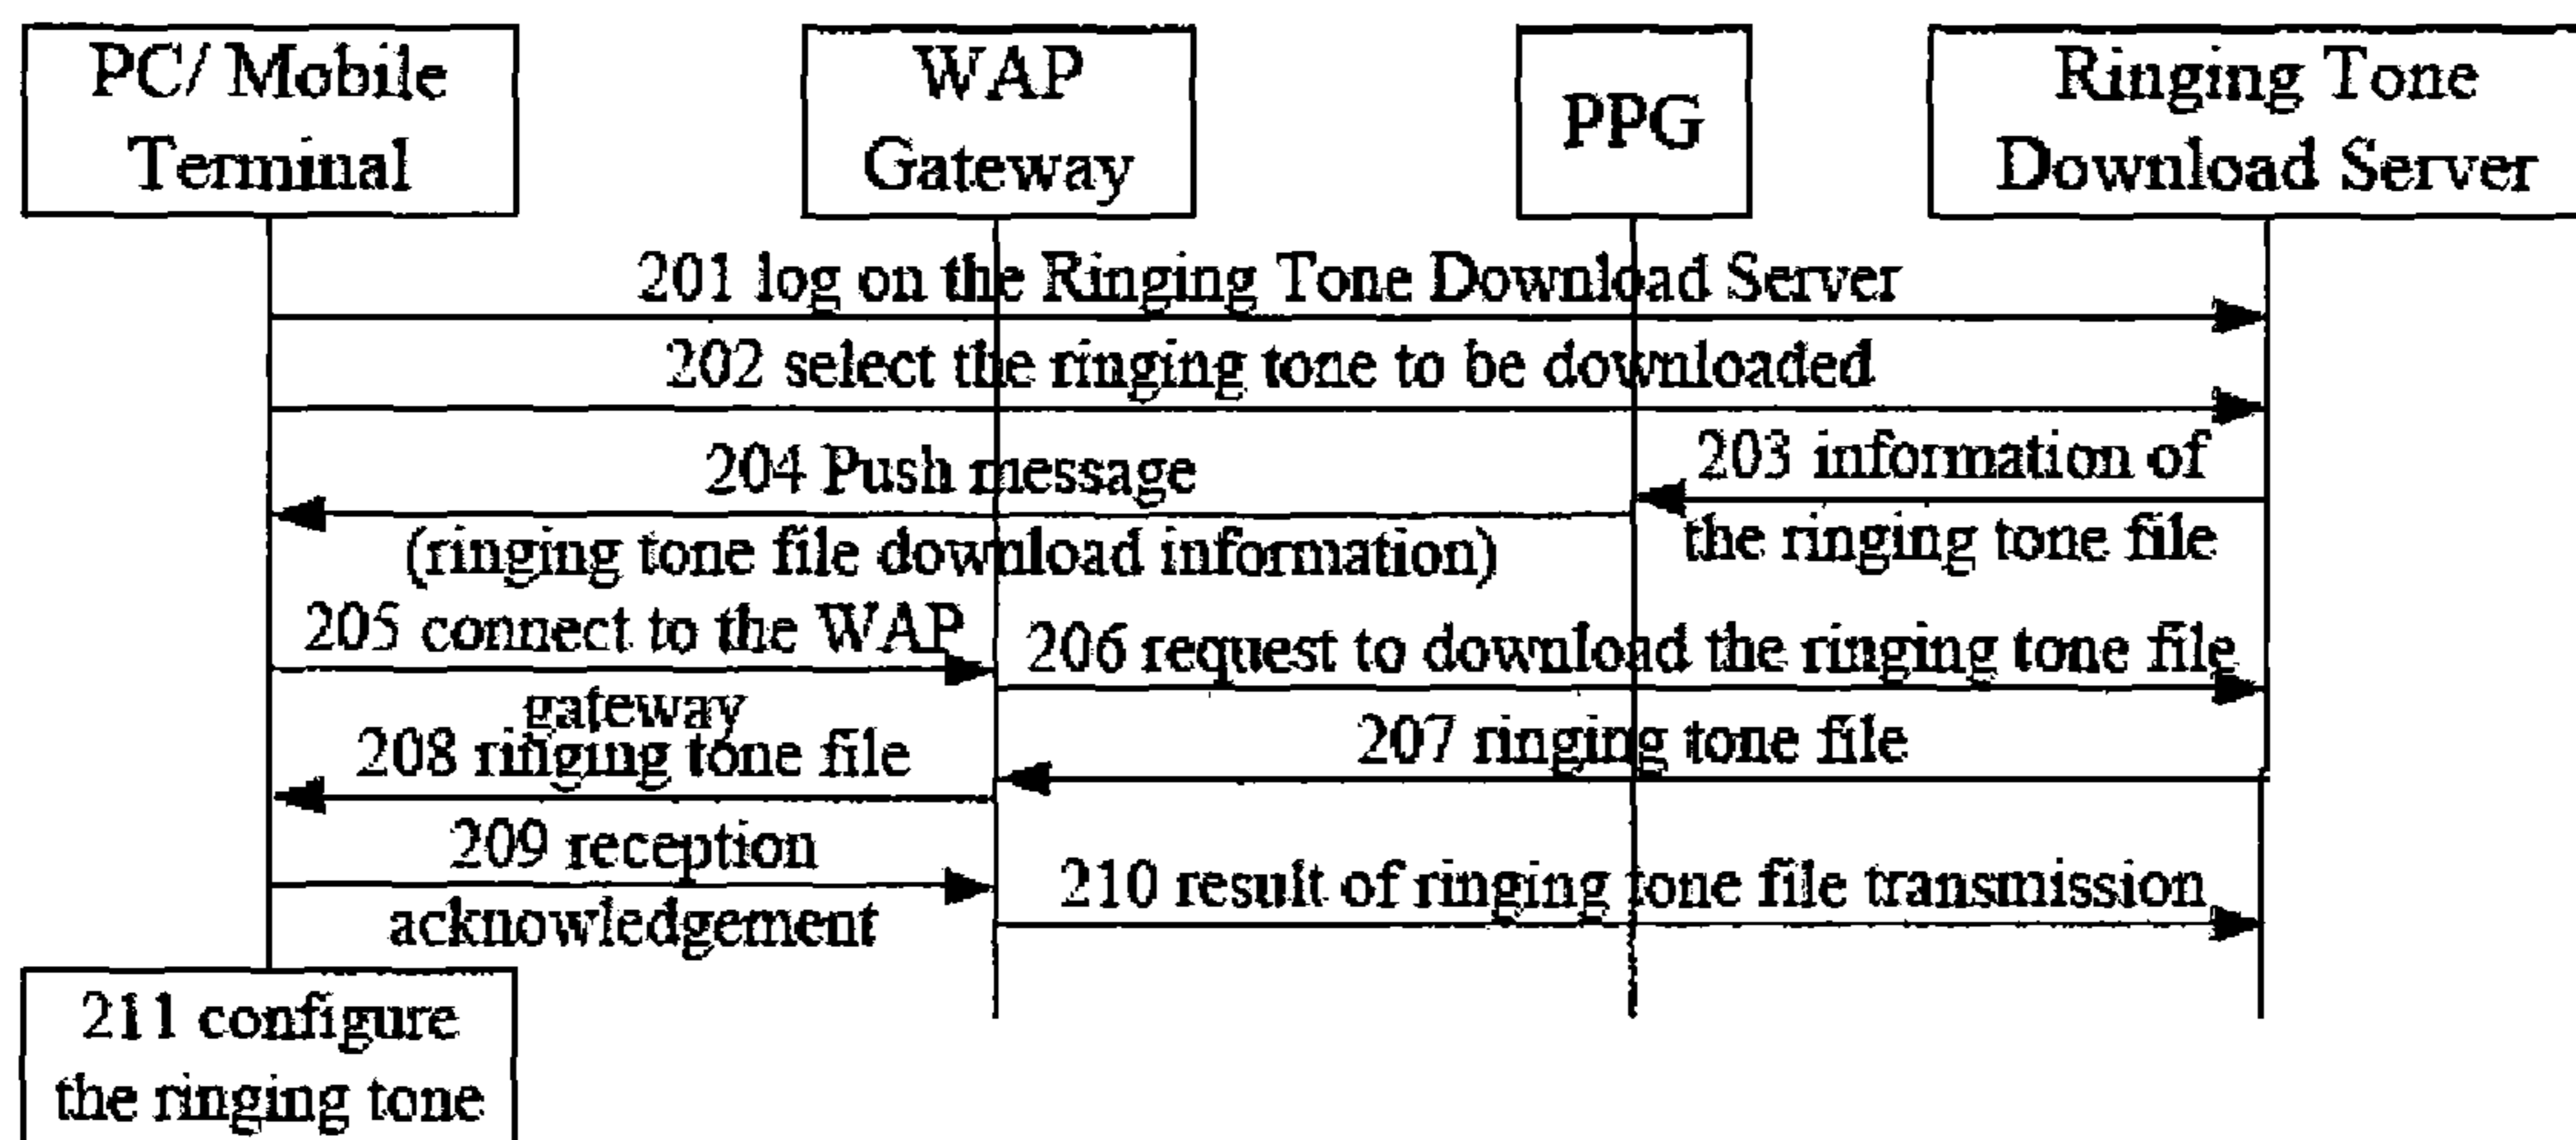 PC/ Mobile
Terminal
WAP
Gateway
PPG
Ringing Tone
Download Server
201 log on the Ringing Tone Download Server
202 select the ringing tone to be downloaded
203 information of
the ringing tone file
204 Push message
(ringing tone file download information)
205 connect to the WAP
gateway
206 request to download the ringing tone file
207 ringing tone file
208 ringing tone file
209 reception
acknowledgement
210 result of ringing tone file transmission
211 configure
the ringing tone